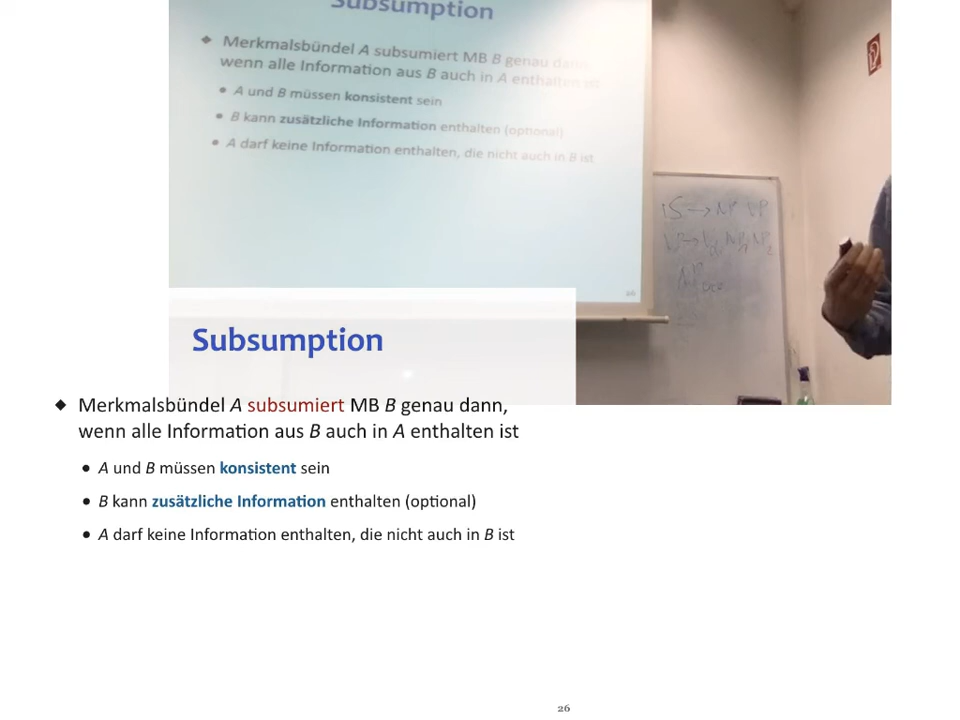 Subsumption
◆ Merkmalsbündel A subsumiert MB B genau dann,
wenn alle Information aus B auch in A enthalten ist
• A und B müssen konsistent sein
• B kann zusätzliche Information enthalten (optional)
• A darf keine Information enthalten, die nicht auch in B ist
26
S → NP VP
Subsumption
◆ Merkmalsbündel A subsumiert MB B genau dann,
wenn alle Information aus B auch in A enthalten ist
• A und B müssen konsistent sein
• B kann zusätzliche Information enthalten (optional)
• A darf keine Information enthalten, die nicht auch in B ist
26